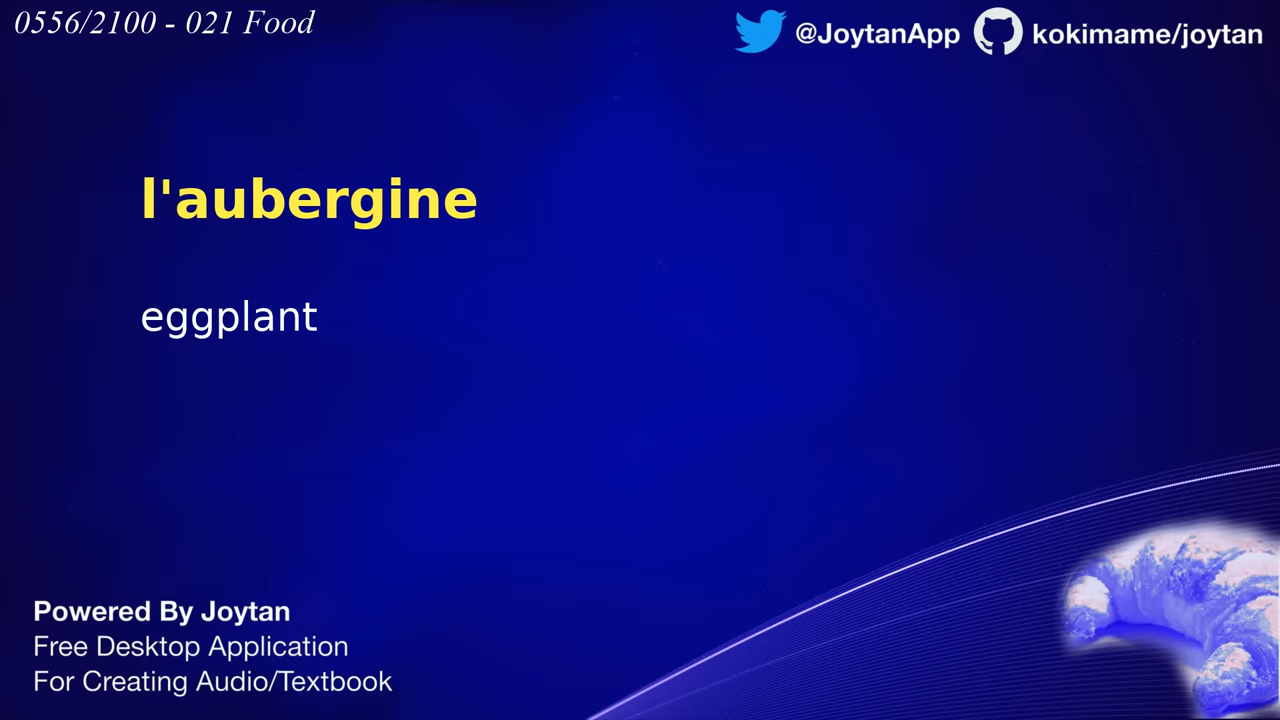 0556/2100 - 021 Food
@JoytanApp kokimame/joytan
l'aubergine
eggplant
Powered By Joytan
Free Desktop Application
For Creating Audio/Textbook